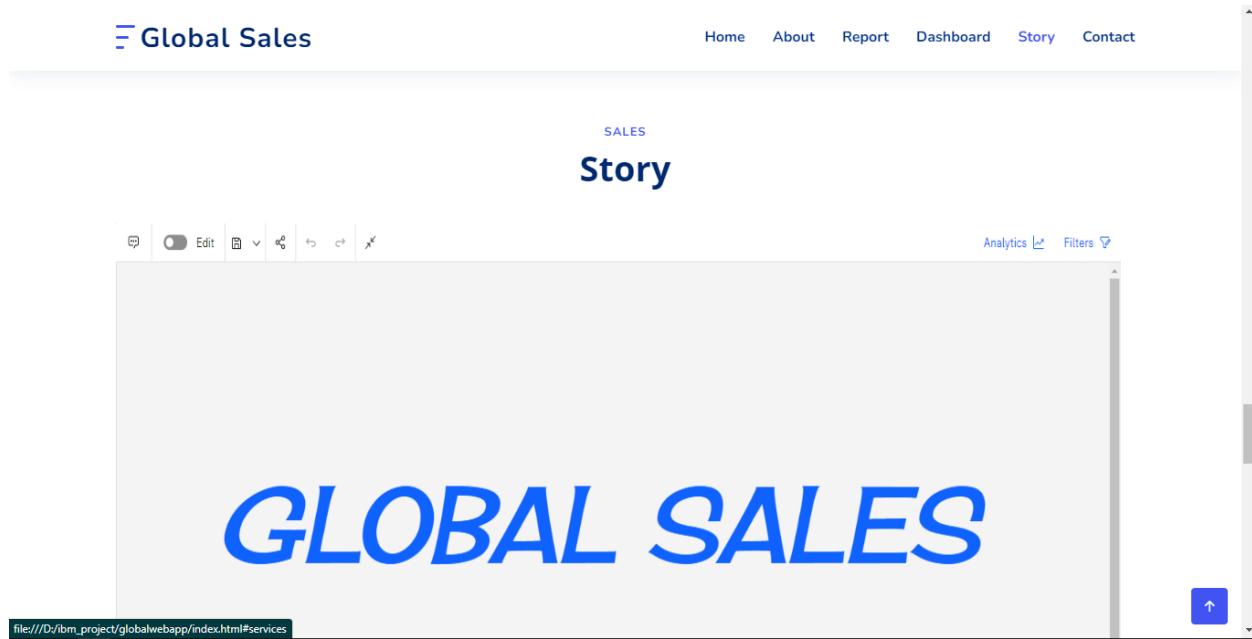 Global Sales
Home About Report Dashboard Story Contact
SALES
Story
Edit
Analytics Filters
GLOBAL SALES
file:///D:/ibm_project/globalwebapp/index.html#services